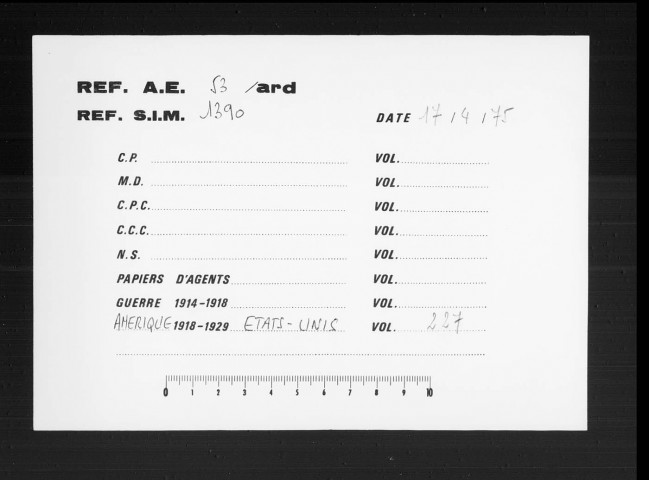 REF. A.E. 53 /ard
REF. S.I.M. 1390 DATE 17 / 4 / 75
C.P. VOL.
M.D. VOL.
C.P.C. VOL.
C.C.C. VOL.
N.S. VOL.
PAPIERS D'AGENTS VOL.
GUERRE 1914-1918 VOL.
AMERIQUE 1918-1929 ETATS-UNIS VOL. 227
0 1 2 3 4 5 6 7 8 9 10